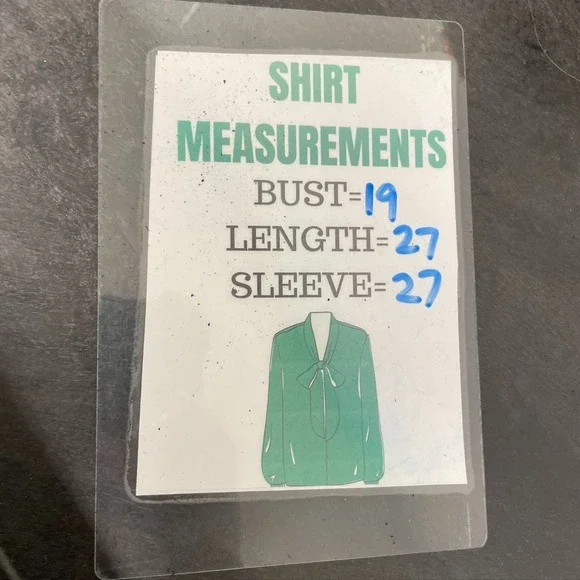 SHIRT
MEASUREMENTS
BUST=19
LENGTH=27
SLEEVE=27